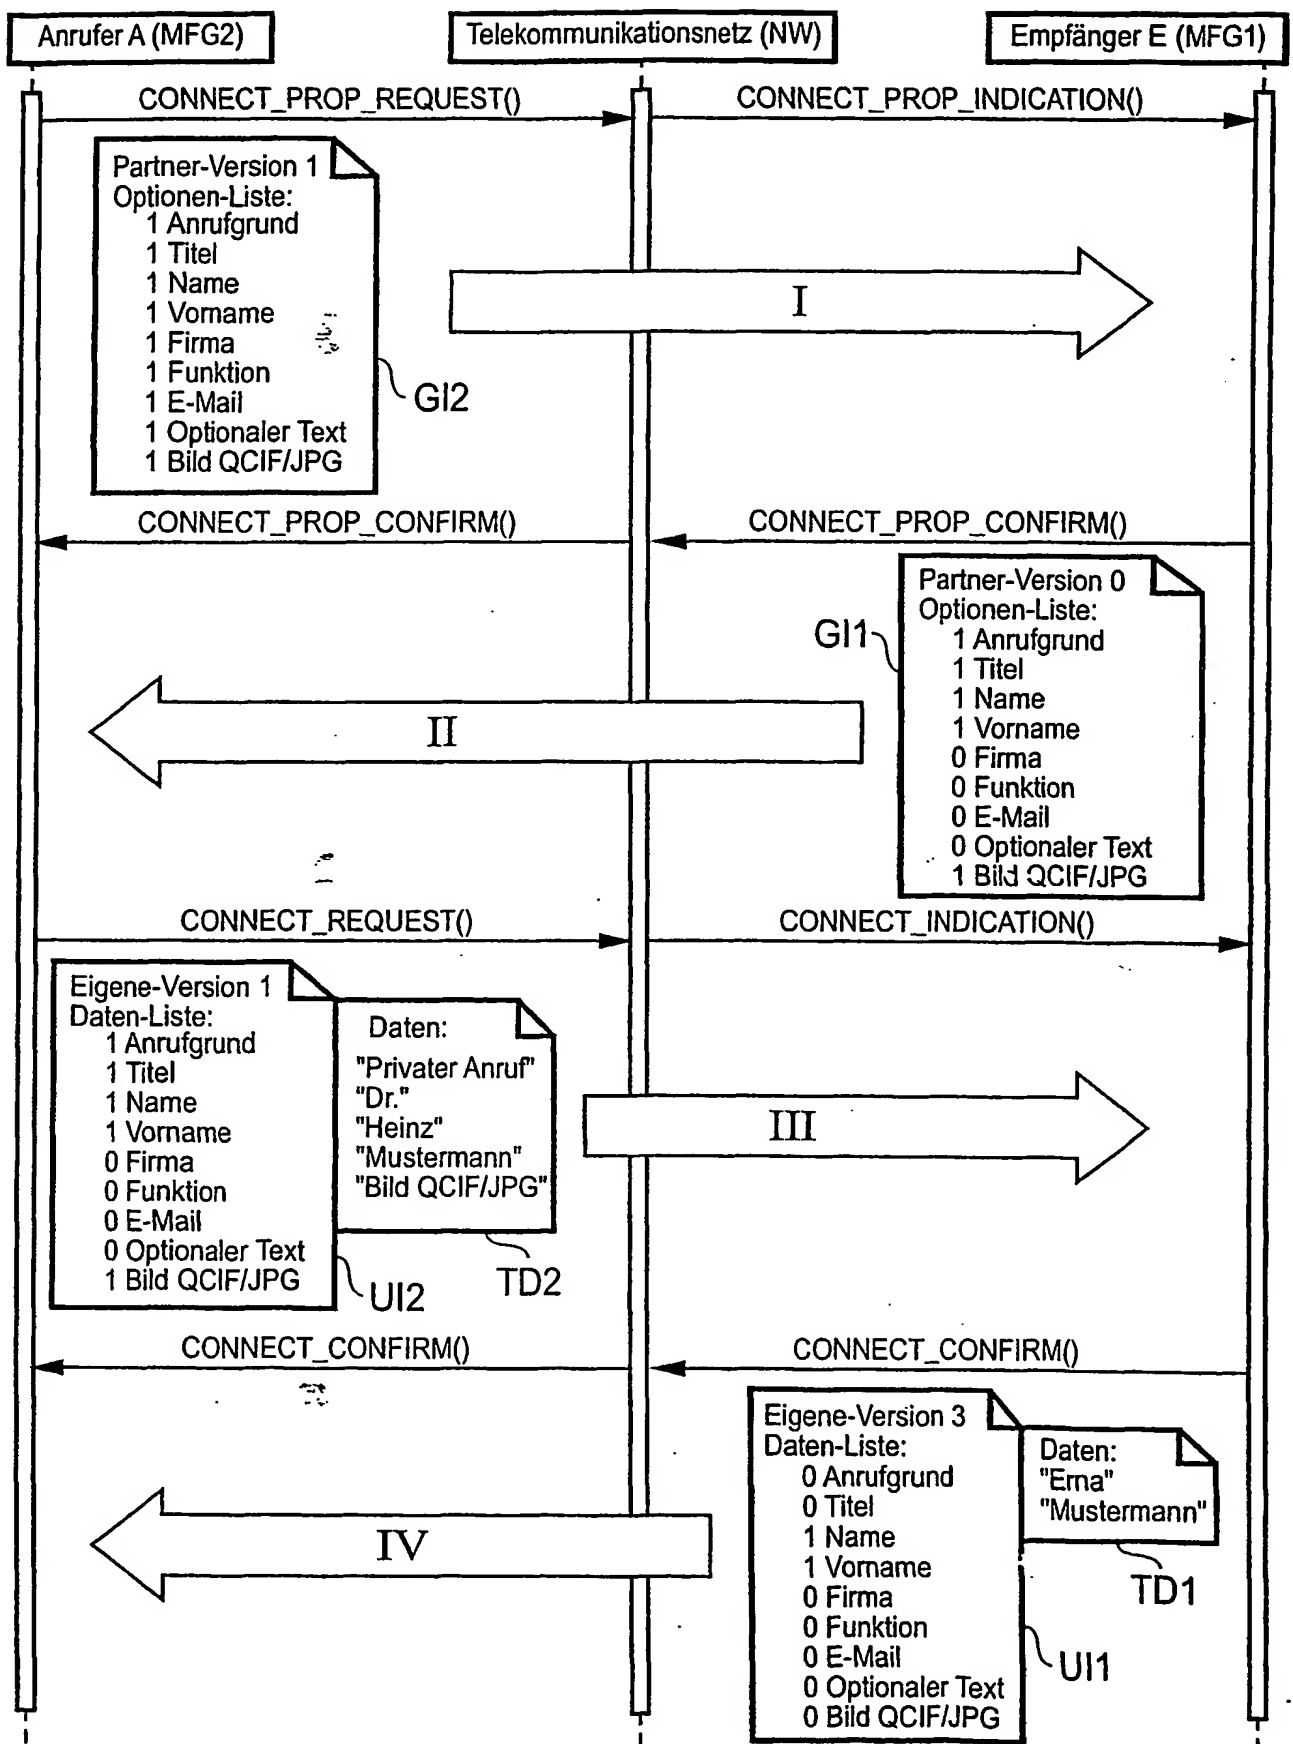 Anrufer A (MFG2)
Telekommunikationsnetz (NW)
Empfänger E (MFG1)
CONNECT_PROP_REQUEST()
CONNECT_PROP_INDICATION()
Partner-Version 1
Optionen-Liste:
1 Anrufgrund
1 Titel
1 Name
1 Vorname
1 Firma
1 Funktion
1 E-Mail
1 Optionaler Text
1 Bild QCIF/JPG
GI2
I
CONNECT_PROP_CONFIRM()
CONNECT_PROP_CONFIRM()
Partner-Version 0
Optionen-Liste:
1 Anrufgrund
1 Titel
1 Name
1 Vorname
0 Firma
0 Funktion
0 E-Mail
0 Optionaler Text
1 Bild QCIF/JPG
GI1
II
CONNECT_REQUEST()
CONNECT_INDICATION()
Eigene-Version 1
Daten-Liste:
1 Anrufgrund
1 Titel
1 Name
1 Vorname
0 Firma
0 Funktion
0 E-Mail
0 Optionaler Text
1 Bild QCIF/JPG
UI2
Daten:
"Privater Anruf"
"Dr."
"Heinz"
"Mustermann"
"Bild QCIF/JPG"
TD2
III
CONNECT_CONFIRM()
CONNECT_CONFIRM()
Eigene-Version 3
Daten-Liste:
0 Anrufgrund
0 Titel
1 Name
1 Vorname
0 Firma
0 Funktion
0 E-Mail
0 Optionaler Text
0 Bild QCIF/JPG
UI1
Daten:
"Erna"
"Mustermann"
TD1
IV